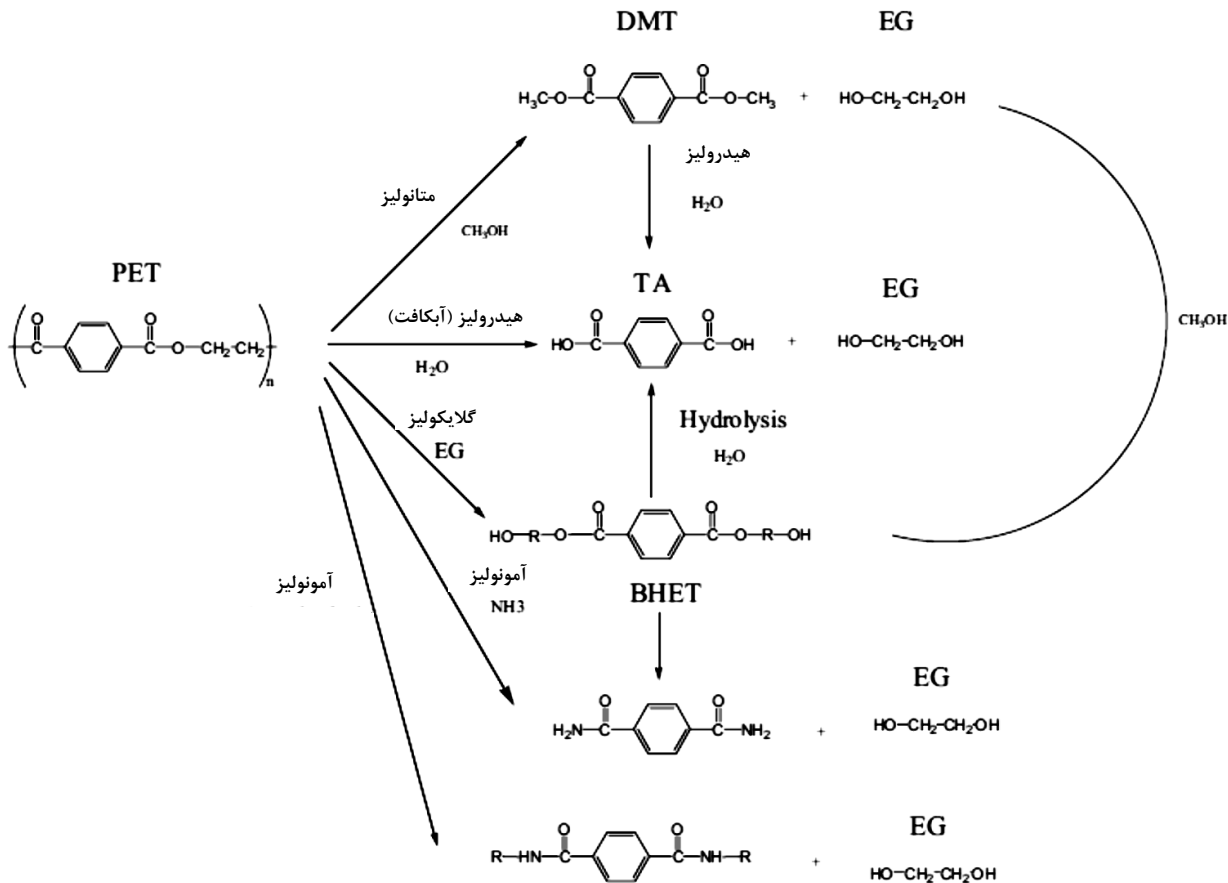 DMT
EG
O
O
H₃C-O-C
C-O-CH₃
+
HO-CH₂-CH₂OH
هیدرولیز
H₂O
متانولیز
CH₃OH
PET
O
O
C
C-O-CH₂-CH₂
n
هیدرولیز (آبکافت)
H₂O
TA
EG
O
O
HO-C
C-OH
+
HO-CH₂-CH₂OH
CH₃OH
گلایکولیز
EG
Hydrolysis
H₂O
O
O
HO-R-O-C
C-O-R-OH
BHET
آمونولیز
NH3
آمونولیز
EG
O
O
H₂N-C
C-NH₂
+
HO-CH₂-CH₂OH
EG
O
O
R-HN-C
C-NH-R
+
HO-CH₂-CH₂OH